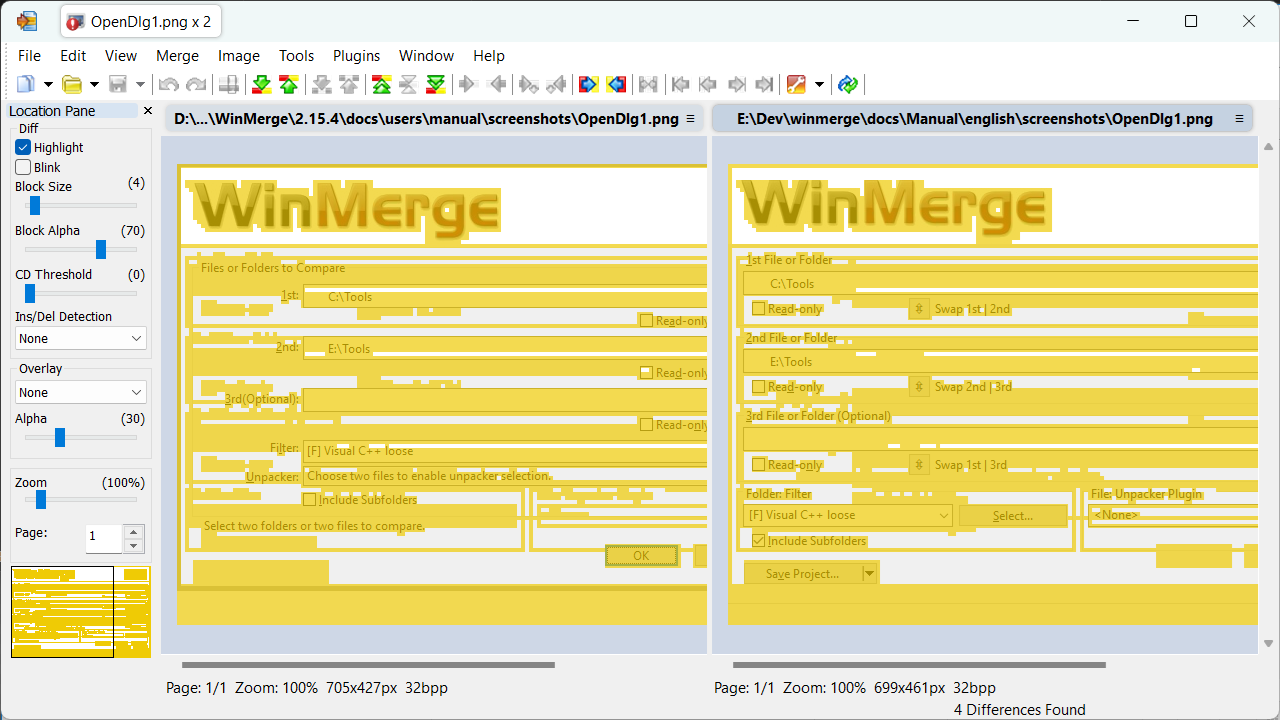 OpenDlg1.png x 2
File Edit View Merge Image Tools Plugins Window Help
Location Pane
Diff
Highlight
Blink
Block Size (4)
Block Alpha (70)
CD Threshold (0)
Ins/Del Detection
None
Overlay
None
Alpha (30)
Zoom (100%)
Page: 1
D:\...\WinMerge\2.15.4\docs\users\manual\screenshots\OpenDlg1.png
WinMerge
Files or Folders to Compare
1st: C:\Tools
Read-only
2nd: E:\Tools
Read-only
3rd(Optional):
Read-only
Filter: [F] Visual C++ loose
Unpacker: Choose two files to enable unpacker selection.
Include Subfolders
Select two folders or two files to compare.
OK
Page: 1/1 Zoom: 100% 705x427px 32bpp
E:\Dev\winmerge\docs\Manual\english\screenshots\OpenDlg1.png
WinMerge
1st File or Folder
C:\Tools
Read-only Swap 1st | 2nd
2nd File or Folder
E:\Tools
Read-only Swap 2nd | 3rd
3rd File or Folder (Optional)
Read-only Swap 1st | 3rd
Folder: Filter File: Unpacker Plugin
[F] Visual C++ loose Select... <None>
Include Subfolders
Save Project...
Page: 1/1 Zoom: 100% 699x461px 32bpp
4 Differences Found